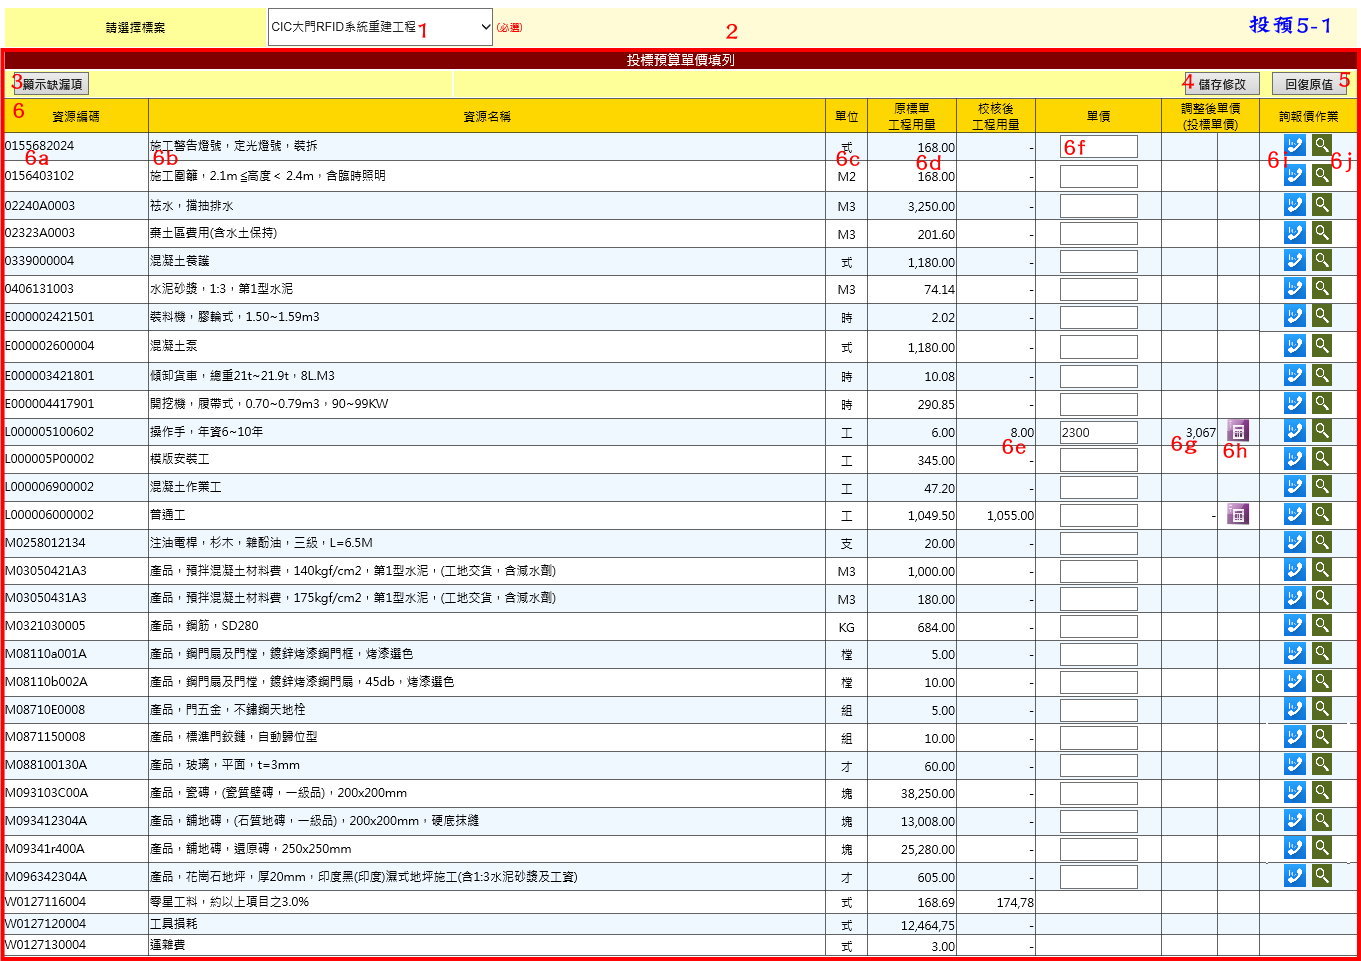 請選擇標案 CIC大門RFID系統重建工程 1 (必選) 2 投預5-1
投標預算單價填列
3 顯示缺漏項 4 儲存修改 回復原值 5
6 資源編碼 資源名稱 單位 原標單工程用量 校核後工程用量 單價 調整後單價(投標單價) 詢報價作業
0155682024 施工警告燈號，定光燈號，裝拆 式 168.00 -
6a 6b 6c 6d 6f 6i 6j
0156403102 施工圍籬，2.1m ≦高度＜ 2.4m，含臨時照明 M2 168.00 -
02240A0003 袪水，擋抽排水 M3 3,250.00 -
02323A0003 棄土區費用(含水土保持) M3 201.60 -
0339000004 混凝土養護 式 1,180.00 -
0406131003 水泥砂漿，1:3，第1型水泥 M3 74.14 -
E000002421501 裝料機，膠輪式，1.50~1.59m3 時 2.02 -
E000002600004 混凝土泵 式 1,180.00 -
E000003421801 傾卸貨車，總重21t~21.9t，8L.M3 時 10.08 -
E000004417901 開挖機，履帶式，0.70~0.79m3，90~99KW 時 290.85 -
L000005100602 操作手，年資6~10年 工 6.00 8.00 2300 3,067
6e 6g 6h
L000005P00002 模版安裝工 工 345.00 -
L000006900002 混凝土作業工 工 47.20 -
L000006000002 普通工 工 1,049.50 1,055.00 -
M0258012134 注油電桿，杉木，雜酚油，三級，L=6.5M 支 20.00 -
M03050421A3 產品，預拌混凝土材料費，140kgf/cm2，第1型水泥，(工地交貨，含減水劑) M3 1,000.00 -
M03050431A3 產品，預拌混凝土材料費，175kgf/cm2，第1型水泥，(工地交貨，含減水劑) M3 180.00 -
M0321030005 產品，鋼筋，SD280 KG 684.00 -
M08110a001A 產品，鋼門扇及門樘，鍍鋅烤漆鋼門框，烤漆選色 樘 5.00 -
M08110b002A 產品，鋼門扇及門樘，鍍鋅烤漆鋼門扇，45db，烤漆選色 樘 10.00 -
M08710E0008 產品，門五金，不鏽鋼天地栓 組 5.00 -
M0871150008 產品，標準門鉸鏈，自動歸位型 組 10.00 -
M088100130A 產品，玻璃，平面，t=3mm 才 60.00 -
M093103C00A 產品，瓷磚，(瓷質壁磚，一級品)，200x200mm 塊 38,250.00 -
M093412304A 產品，舖地磚，(石質地磚，一級品)，200x200mm，硬底抹縫 塊 13,008.00 -
M09341r400A 產品，舖地磚，還原磚，250x250mm 塊 25,280.00 -
M096342304A 產品，花崗石地坪，厚20mm，印度黑(印度)濕式地坪施工(含1:3水泥砂漿及工資) 才 605.00 -
W0127116004 零星工料，約以上項目之3.0% 式 168.69 174,78
W0127120004 工具損耗 式 12,464,75 -
W0127130004 運雜費 式 3.00 -